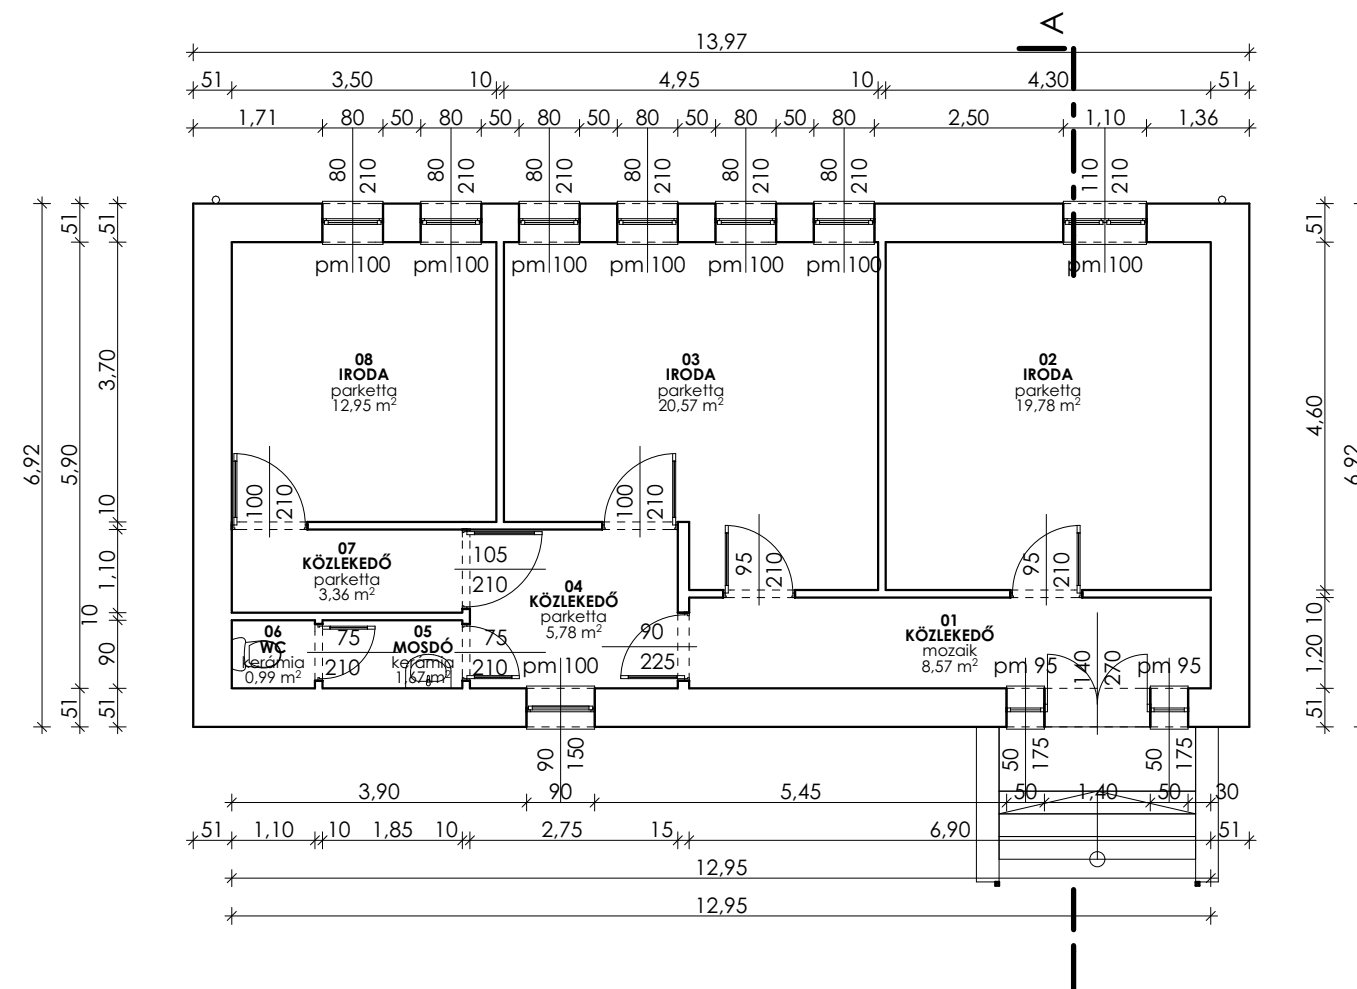 A
13,97
51 3,50 10 4,95 10 4,30 51
1,71 80 50 80 50 80 50 80 50 80 50 80 2,50 1,10 1,36
80 210 80 210 80 210 80 210 80 210 80 210 110 210
pm 100 pm 100 pm 100 pm 100 pm 100 pm 100 pm 100
6,92
51 5,90 51
51 3,70 10 1,10 10 90 51
51 4,60 10 1,20 51
6,92
08
IRODA
parketta
12,95 m²
03
IRODA
parketta
20,57 m²
02
IRODA
parketta
19,78 m²
100 210
100 210
95 210
95 210
07
KÖZLEKEDŐ
parketta
3,36 m²
105
210
04
KÖZLEKEDŐ
parketta
5,78 m²
01
KÖZLEKEDŐ
mozaik
8,57 m²
06
WC
kerámia
0,99 m²
75
210
05
MOSDÓ
kerámia
1,67 m²
75
210
90
225
pm 100
pm 95
140 270
pm 95
90 150
50 175
50 175
3,90 90 5,45 50 1,40 50 30
51 1,10 10 1,85 10 2,75 15 6,90 51
12,95
12,95